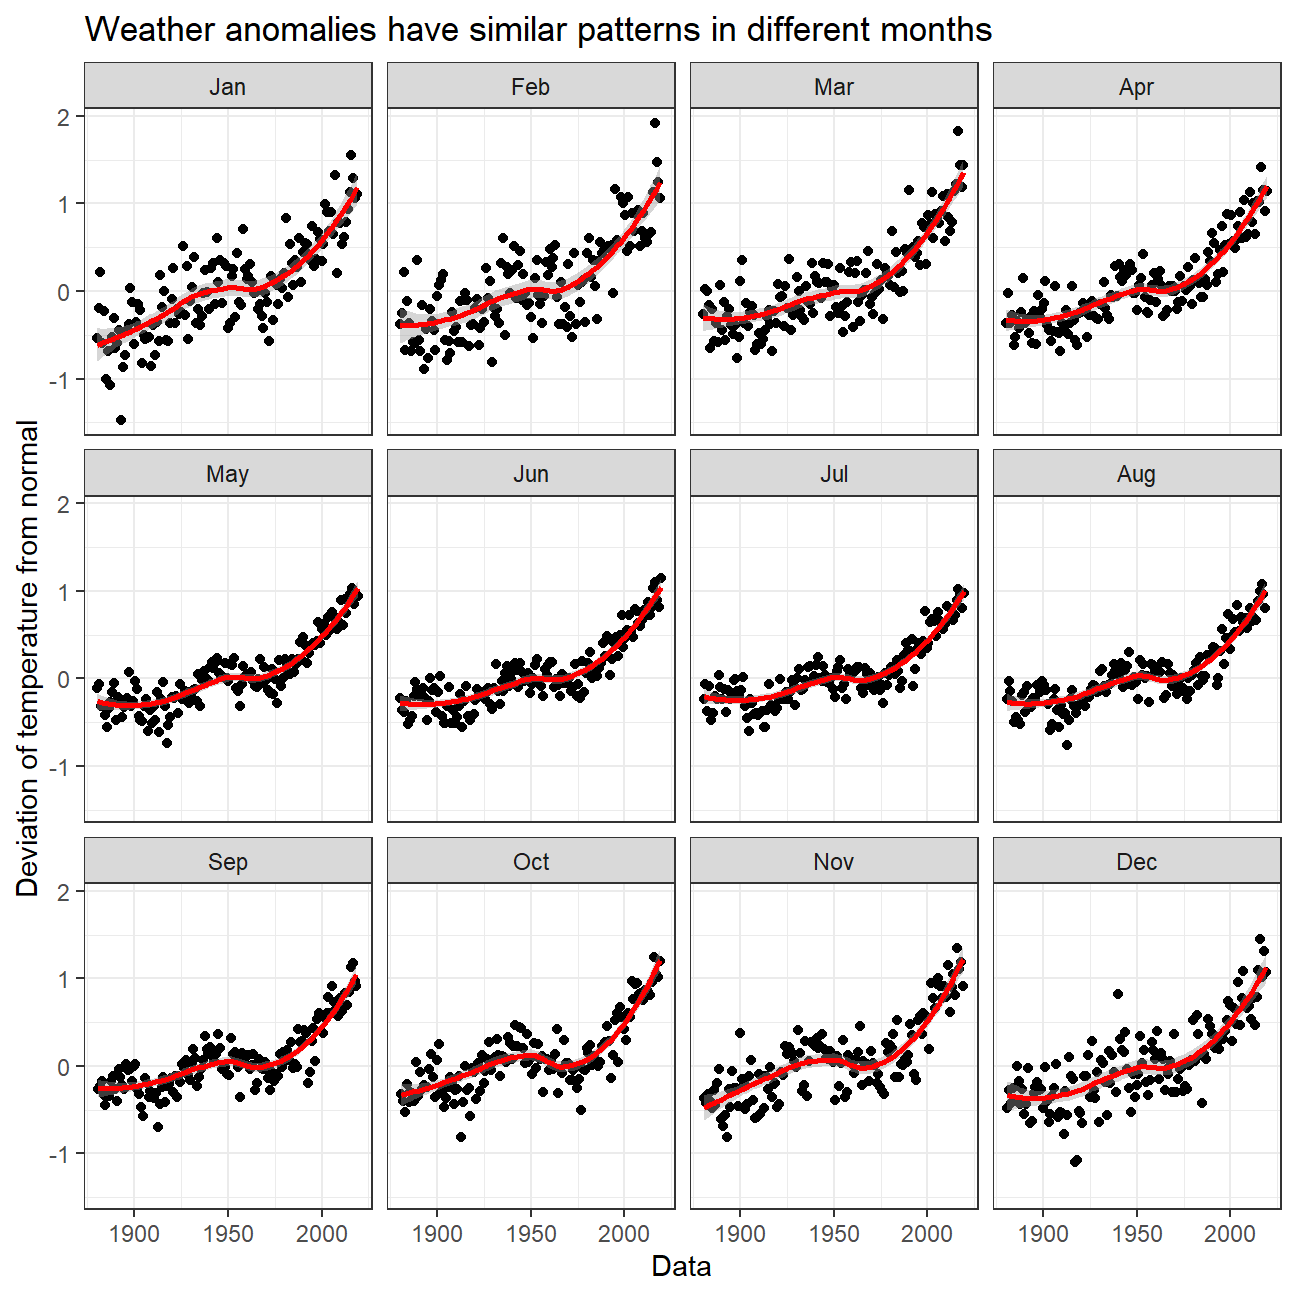 Weather anomalies have similar patterns in different months
Jan
Feb
Mar
Apr
2
1
0
-1
May
Jun
Jul
Aug
2
1
0
-1
Sep
Oct
Nov
Dec
2
1
0
-1
1900 1950 2000
1900 1950 2000
1900 1950 2000
1900 1950 2000
Data
Deviation of temperature from normal